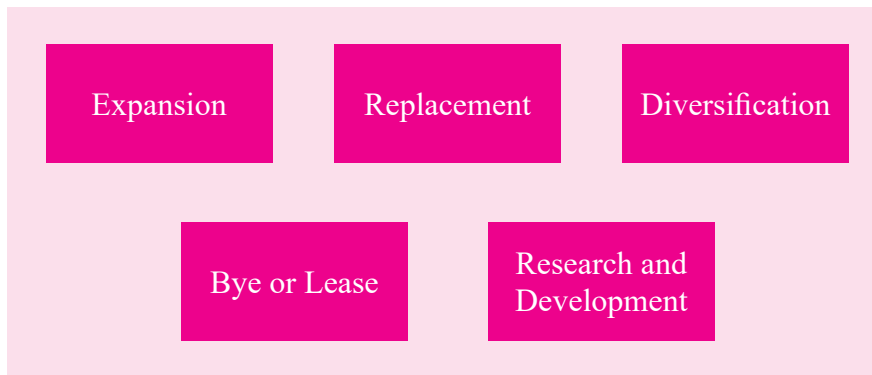 Expansion
Replacement
Diversification
Bye or Lease
Research and
Development